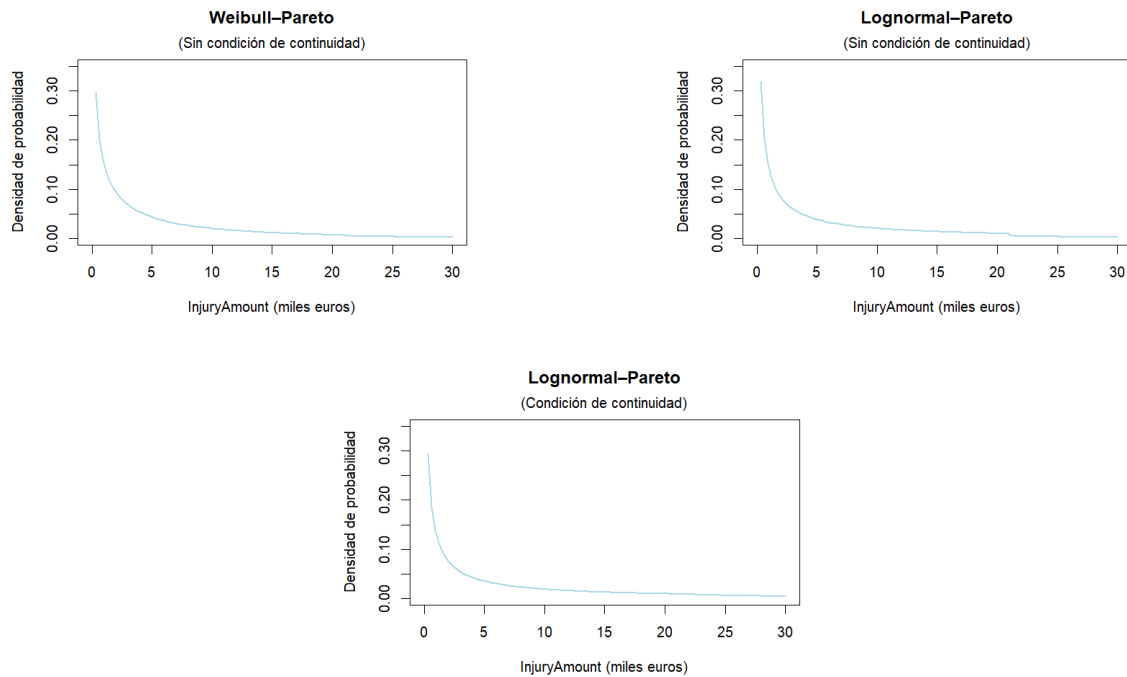 Weibull–Pareto
(Sin condición de continuidad)
Densidad de probabilidad
0.00 0.10 0.20 0.30
0 5 10 15 20 25 30
InjuryAmount (miles euros)
Lognormal–Pareto
(Sin condición de continuidad)
Densidad de probabilidad
0.00 0.10 0.20 0.30
0 5 10 15 20 25 30
InjuryAmount (miles euros)
Lognormal–Pareto
(Condición de continuidad)
Densidad de probabilidad
0.00 0.10 0.20 0.30
0 5 10 15 20 25 30
InjuryAmount (miles euros)